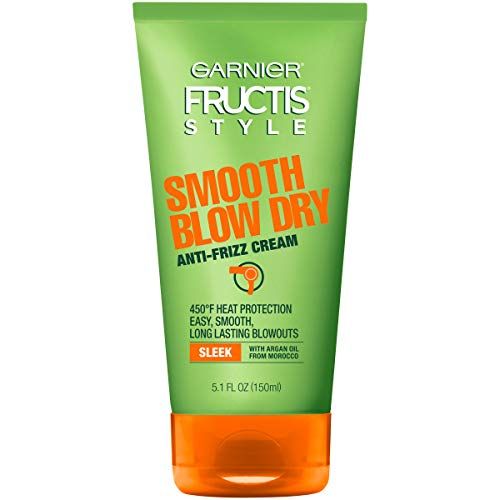 GARNIER
FRUCTIS
STYLE
SMOOTH
BLOW DRY
ANTI-FRIZZ CREAM
450°F HEAT PROTECTION
EASY, SMOOTH,
LONG LASTING BLOWOUTS
SLEEK
WITH ARGAN OIL
FROM MOROCCO
5.1 FL OZ (150ml)